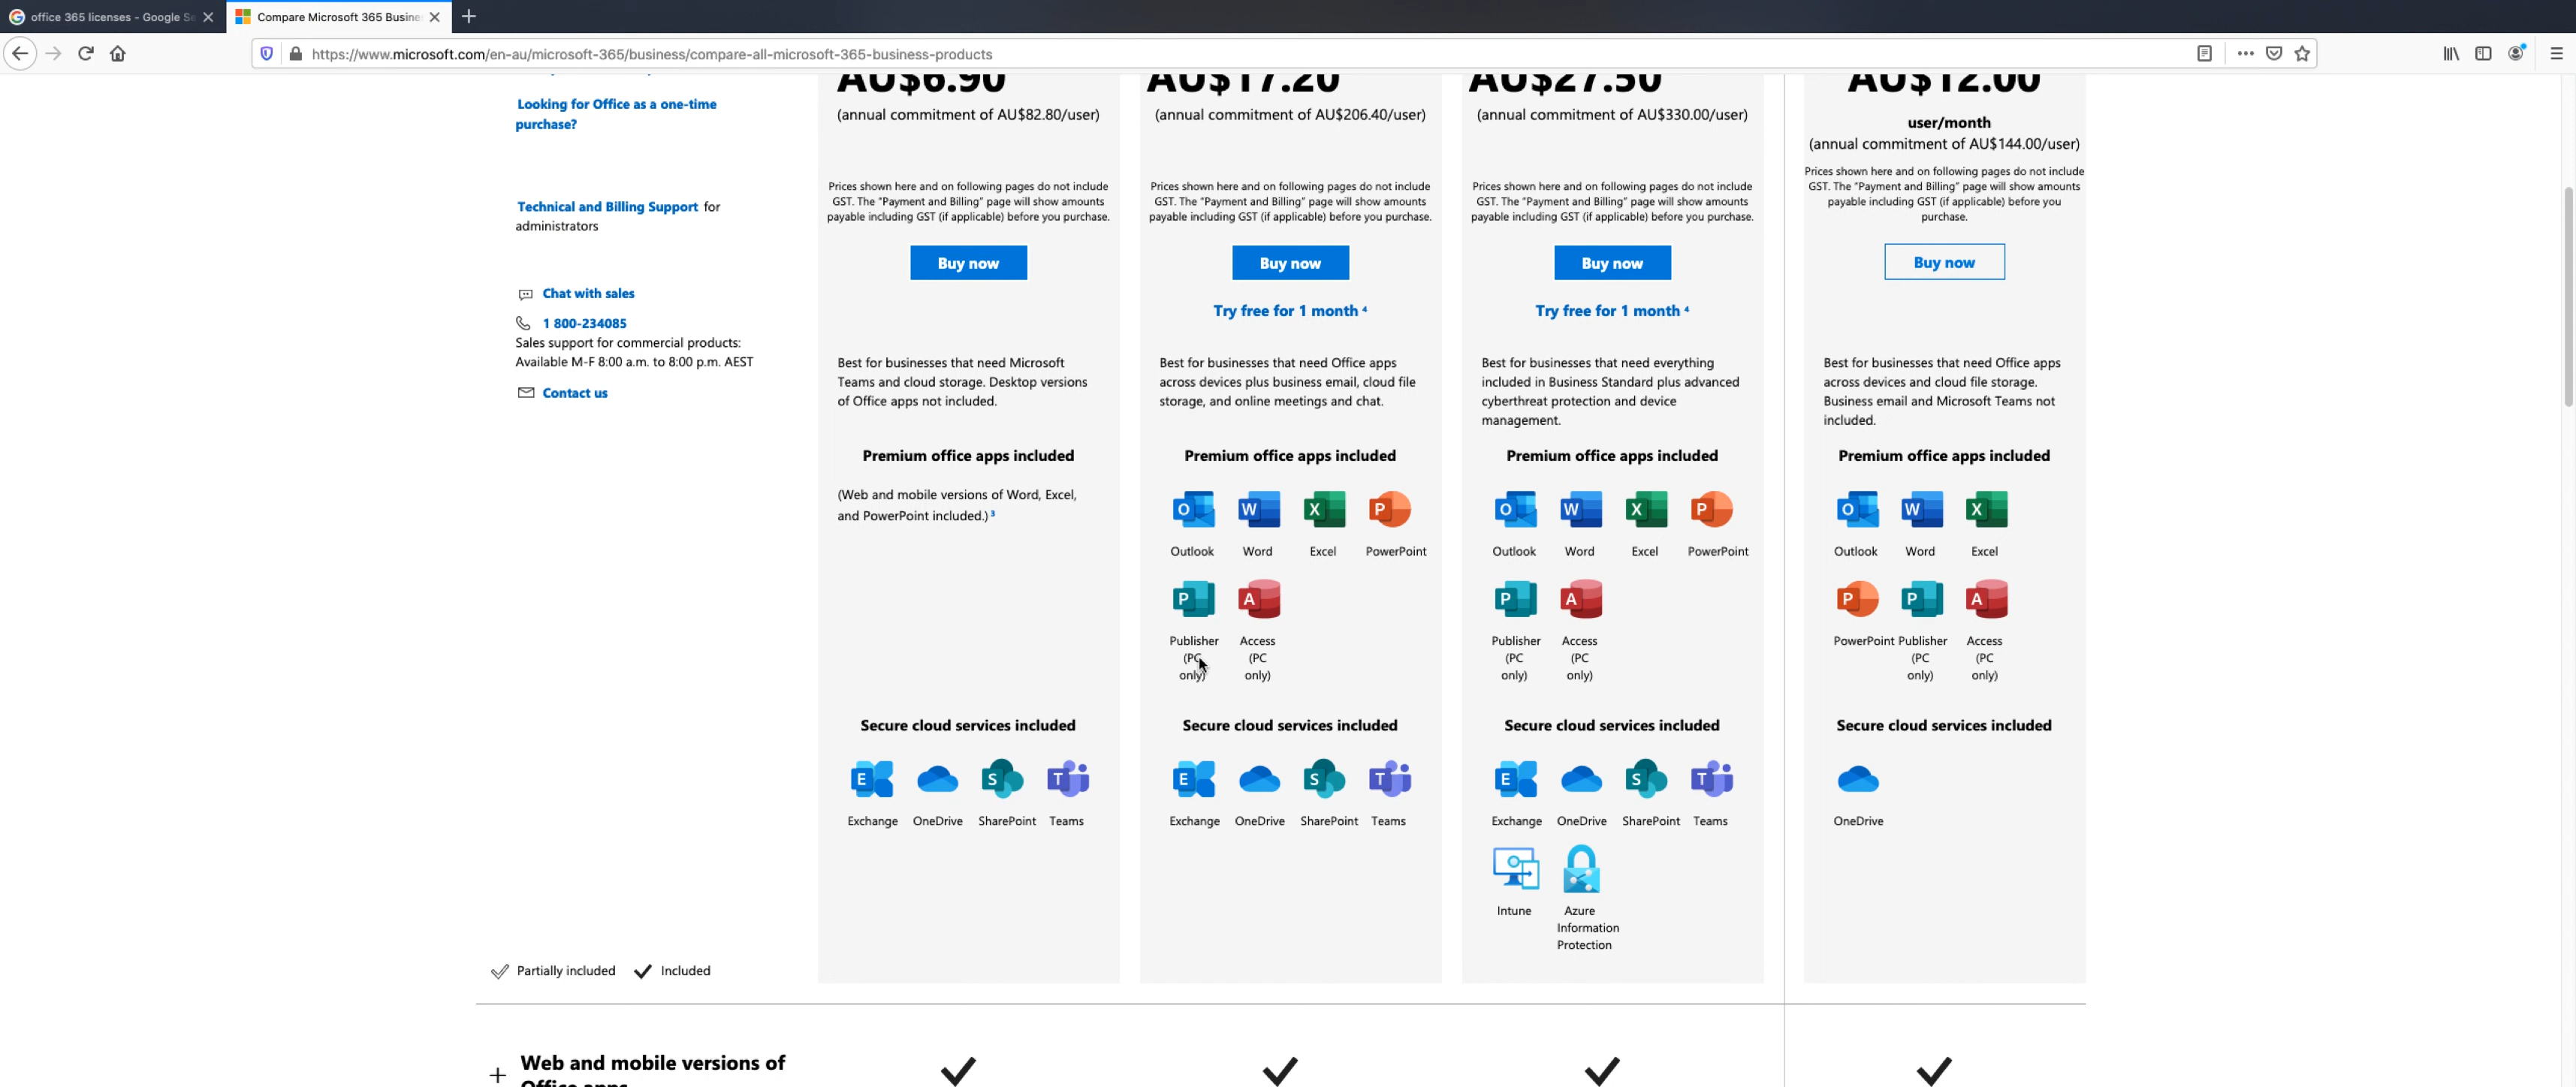 office 365 licenses - Google Se
Compare Microsoft 365 Busine
https://www.microsoft.com/en-au/microsoft-365/business/compare-all-microsoft-365-business-products
Looking for Office as a one-time
purchase?
Technical and Billing Support for
administrators
Chat with sales
1 800-234085
Sales support for commercial products:
Available M-F 8:00 a.m. to 8:00 p.m. AEST
Contact us
AU$6.90
(annual commitment of AU$82.80/user)
Prices shown here and on following pages do not include
GST. The "Payment and Billing" page will show amounts
payable including GST (if applicable) before you purchase.
Buy now
Best for businesses that need Microsoft
Teams and cloud storage. Desktop versions
of Office apps not included.
Premium office apps included
(Web and mobile versions of Word, Excel,
and PowerPoint included.) 3
Secure cloud services included
E S T
Exchange OneDrive SharePoint Teams
AU$17.20
(annual commitment of AU$206.40/user)
Prices shown here and on following pages do not include
GST. The "Payment and Billing" page will show amounts
payable including GST (if applicable) before you purchase.
Buy now
Try free for 1 month 4
Best for businesses that need Office apps
across devices plus business email, cloud file
storage, and online meetings and chat.
Premium office apps included
O W X P
Outlook Word Excel PowerPoint
P A
Publisher Access
(PC (PC
only) only)
Secure cloud services included
E S T
Exchange OneDrive SharePoint Teams
AU$27.50
(annual commitment of AU$330.00/user)
Prices shown here and on following pages do not include
GST. The "Payment and Billing" page will show amounts
payable including GST (if applicable) before you purchase.
Buy now
Try free for 1 month 4
Best for businesses that need everything
included in Business Standard plus advanced
cyberthreat protection and device
management.
Premium office apps included
O W X P
Outlook Word Excel PowerPoint
P A
Publisher Access
(PC (PC
only) only)
Secure cloud services included
E S T
Exchange OneDrive SharePoint Teams
Intune Azure
Information
Protection
AU$12.00
user/month
(annual commitment of AU$144.00/user)
Prices shown here and on following pages do not include
GST. The "Payment and Billing" page will show amounts
payable including GST (if applicable) before you
purchase.
Buy now
Best for businesses that need Office apps
across devices and cloud file storage.
Business email and Microsoft Teams not
included.
Premium office apps included
O W X
Outlook Word Excel
P P A
PowerPoint Publisher Access
(PC (PC
only) only)
Secure cloud services included
OneDrive
Partially included Included
Web and mobile versions of
Office apps